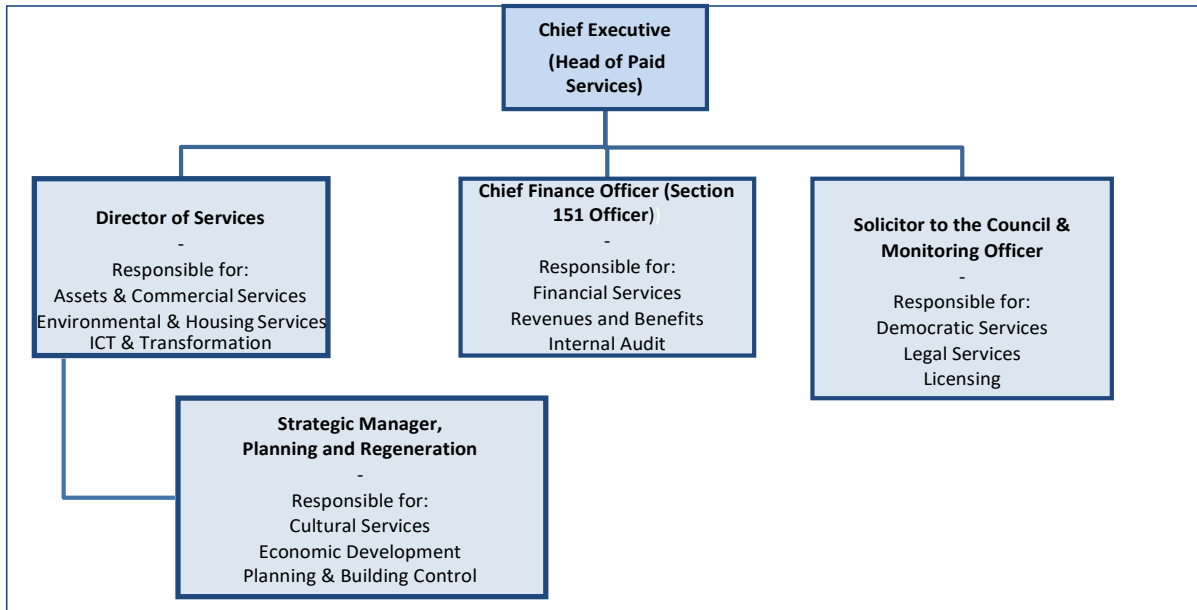 Chief Executive
(Head of Paid
Services)
Director of Services
-
Responsible for:
Assets & Commercial Services
Environmental & Housing Services
ICT & Transformation
Chief Finance Officer (Section
151 Officer))
-
Responsible for:
Financial Services
Revenues and Benefits
Internal Audit
Solicitor to the Council &
Monitoring Officer
-
Responsible for:
Democratic Services
Legal Services
Licensing
Strategic Manager,
Planning and Regeneration
-
Responsible for:
Cultural Services
Economic Development
Planning & Building Control